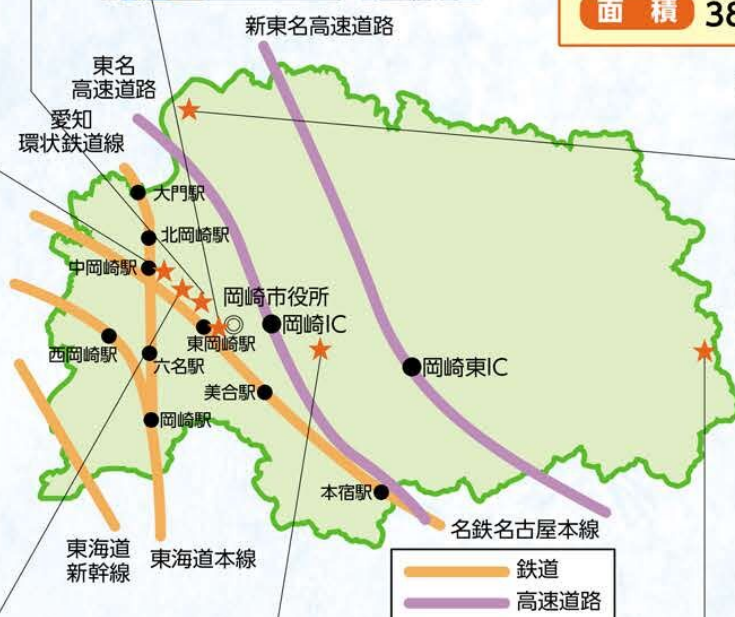 新東名高速道路
面積 38
東名
高速道路
愛知
環状鉄道線
大門駅
北岡崎駅
中岡崎駅
岡崎市役所
岡崎IC
東岡崎駅
西岡崎駅
六名駅
岡崎東IC
美合駅
岡崎駅
本宿駅
名鉄名古屋本線
東海道
新幹線
東海道本線
鉄道
高速道路